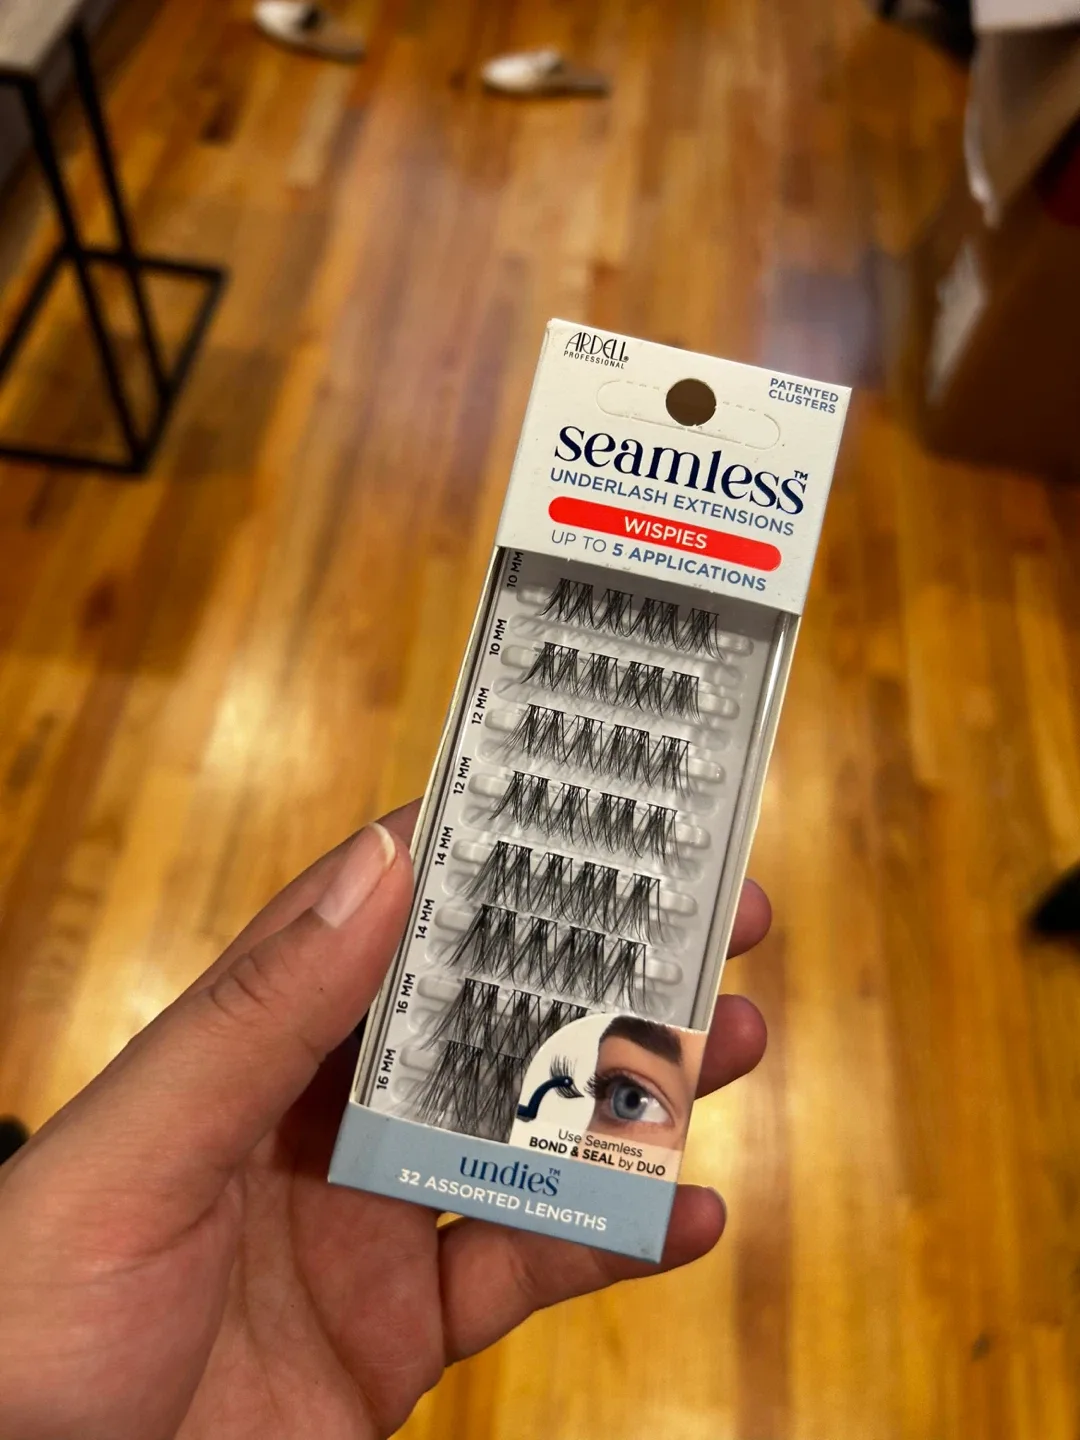 ARDELL®
PROFESSIONAL
PATENTED
CLUSTERS
seamless™
UNDERLASH EXTENSIONS
WISPIES
UP TO 5 APPLICATIONS
10 MM
10 MM
12 MM
12 MM
14 MM
14 MM
16 MM
16 MM
Use Seamless
BOND & SEAL by DUO
undies™
32 ASSORTED LENGTHS